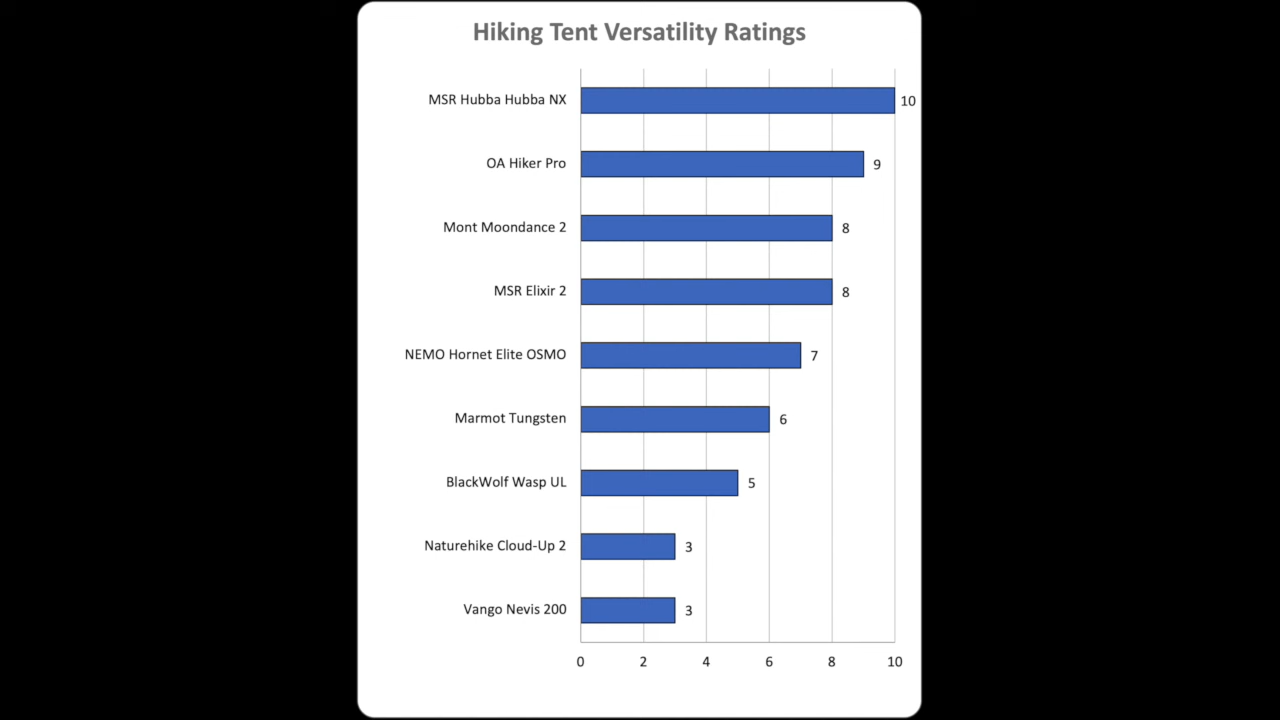 Hiking Tent Versatility Ratings
MSR Hubba Hubba NX 10
OA Hiker Pro 9
Mont Moondance 2 8
MSR Elixir 2 8
NEMO Hornet Elite OSMO 7
Marmot Tungsten 6
BlackWolf Wasp UL 5
Naturehike Cloud-Up 2 3
Vango Nevis 200 3
0 2 4 6 8 10